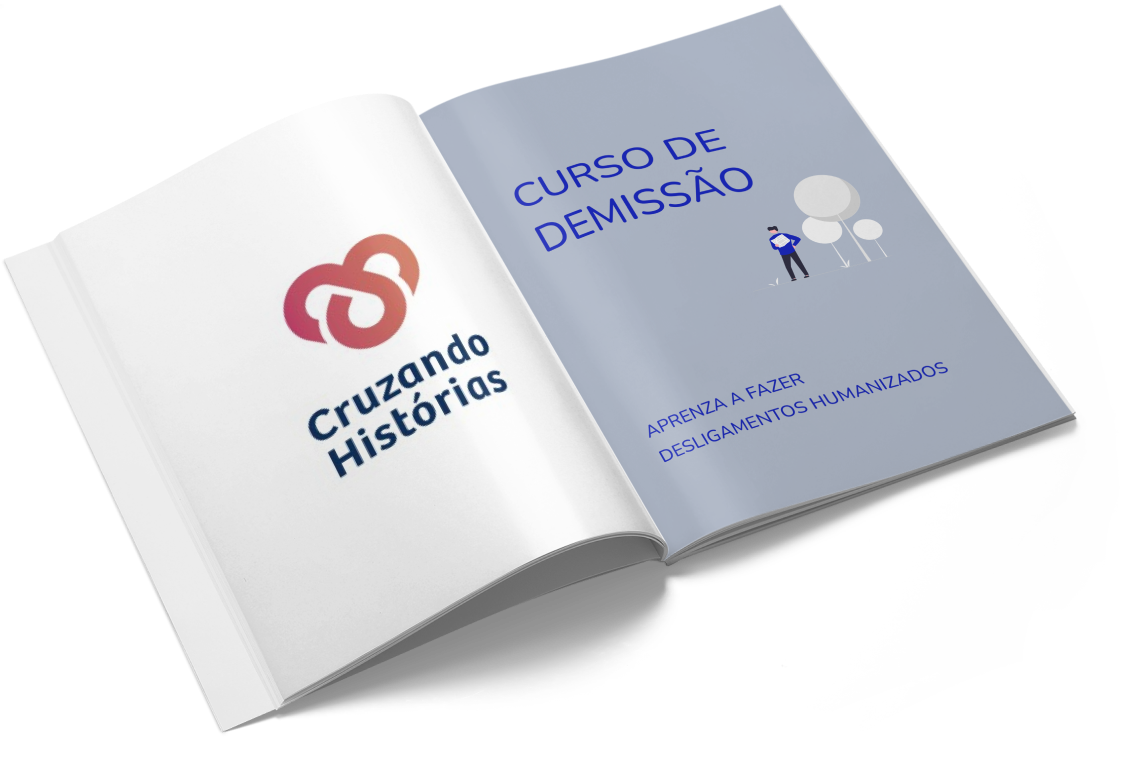 Cruzando
Histórias
CURSO DE
DEMISSÃO
APRENZA A FAZER
DESLIGAMENTOS HUMANIZADOS